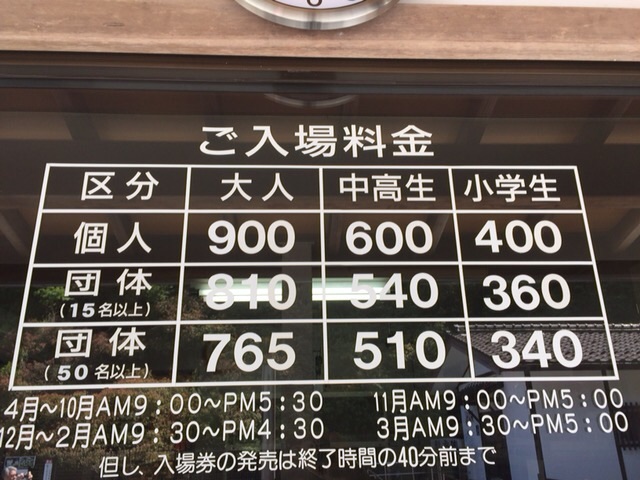 ご入場料金
区分 大人 中高生 小学生
個人 900 600 400
団体 810 540 360
(15名以上)
団体 765 510 340
(50名以上)
4月〜10月AM9:00〜PM5:30 11月AM9:00〜PM5:00
12月〜2月AM9:30〜PM4:30 3月AM9:30〜PM5:00
但し、入場券の発売は終了時間の40分前まで